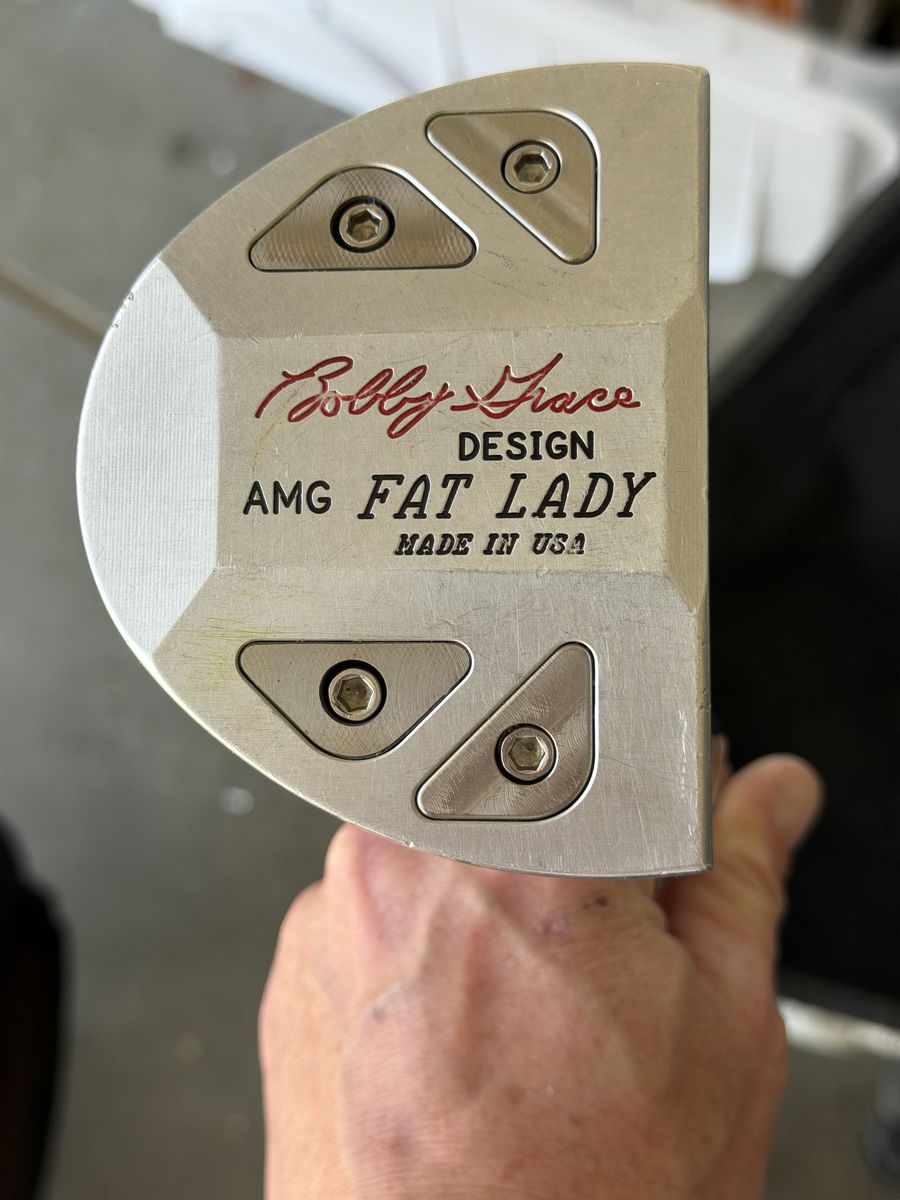 Bobby Grace
DESIGN
AMG FAT LADY
MADE IN USA